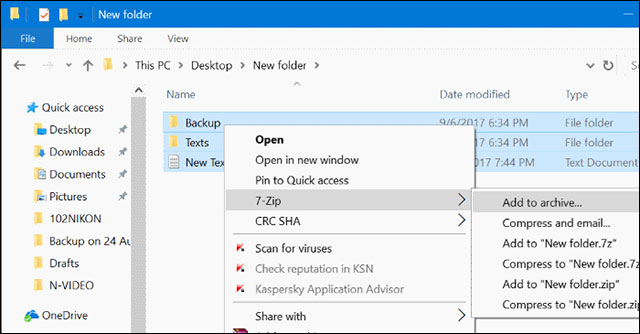 New folder
File Home Share View
This PC Desktop New folder
Name Date modified Type
Quick access
Desktop
Downloads
Documents
Pictures
102NIKON
Backup on 24 Au
Drafts
N-VIDEO
OneDrive
Backup 9/6/2017 6:34 PM File folder
Texts 2017 6:34 PM File folder
New Tex 2017 7:44 PM Text Documen
Open
Open in new window
Pin to Quick access
7-Zip
CRC SHA
Scan for viruses
Check reputation in KSN
Kaspersky Application Advisor
Share with
Add to archive...
Compress and email...
Add to "New folder.7z"
Compress to "New folder.7z
Add to "New folder.zip"
Compress to "New folder.zip